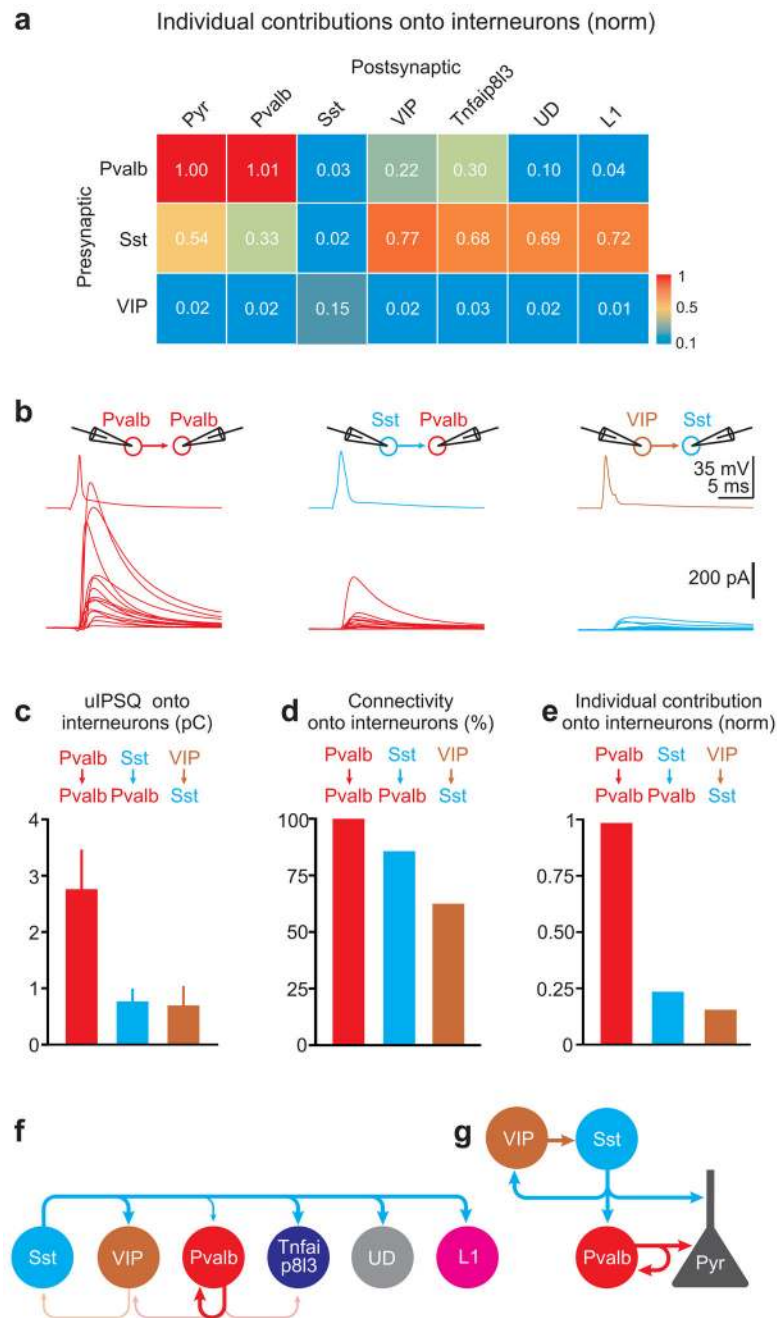 a Individual contributions onto interneurons (norm)
Postsynaptic
Pyr Pvalb Sst VIP Tnfaip8l3 UD L1
Presynaptic
Pvalb 1.00 1.01 0.03 0.22 0.30 0.10 0.04
Sst 0.54 0.33 0.02 0.77 0.68 0.69 0.72
VIP 0.02 0.02 0.15 0.02 0.03 0.02 0.01
1
0.5
0.1
b
Pvalb Pvalb Sst Pvalb VIP Sst
35 mV
5 ms
200 pA
c uIPSQ onto
interneurons (pC)
Pvalb Sst VIP
Pvalb Pvalb Sst
4
3
2
1
0
d Connectivity
onto interneurons (%)
Pvalb Sst VIP
Pvalb Pvalb Sst
100
75
50
25
0
e Individual contribution
onto interneurons (norm)
Pvalb Sst VIP
Pvalb Pvalb Sst
1
0.75
0.50
0.25
0
f
Sst VIP Pvalb Tnfai
p8l3 UD L1
g
VIP Sst
Pvalb Pyr